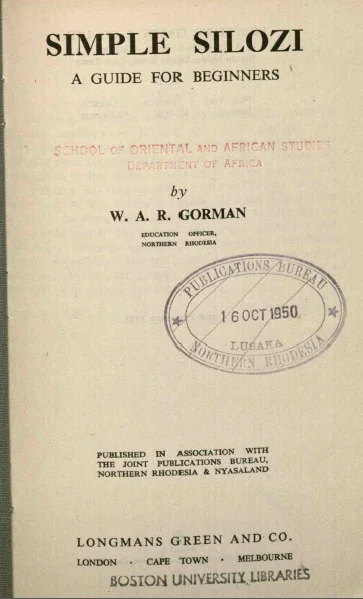 SIMPLE SILOZI
A GUIDE FOR BEGINNERS
SCHOOL OF ORIENTAL AND AFRICAN STUDIES
DEPARTMENT OF AFRICA
by
W. A. R. GORMAN
EDUCATION OFFICER,
NORTHERN RHODESIA
PUBLICATIONS BUREAU
16 OCT 1950
LUSAKA
NORTHERN RHODESIA
PUBLISHED IN ASSOCIATION WITH
THE JOINT PUBLICATIONS BUREAU,
NORTHERN RHODESIA & NYASALAND
LONGMANS GREEN AND CO.
LONDON · CAPE TOWN · MELBOURNE
BOSTON UNIVERSITY LIBRARIES